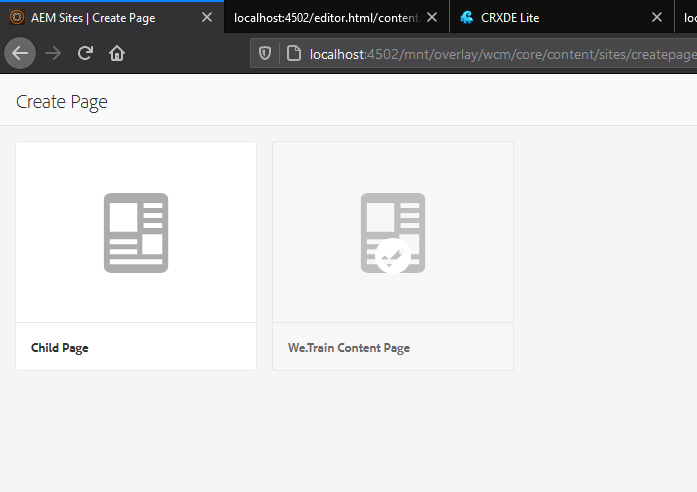 AEM Sites | Create Page
localhost:4502/editor.html/content
CRXDE Lite
loc
localhost:4502/mnt/overlay/wcm/core/content/sites/createpage
Create Page
Child Page
We.Train Content Page